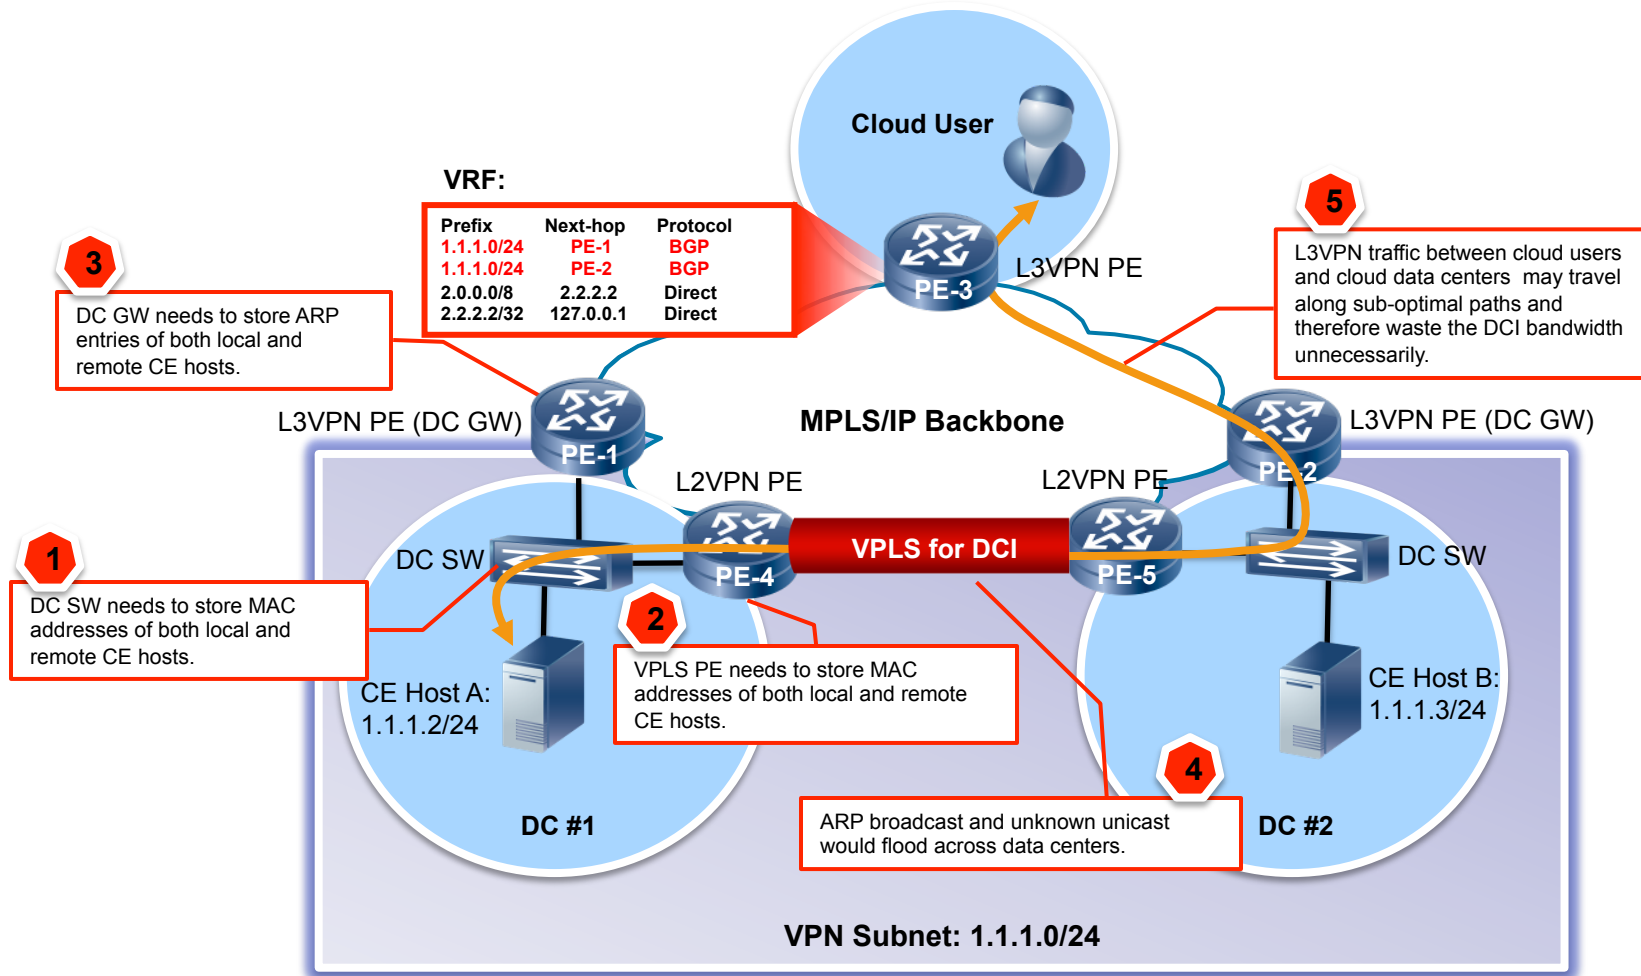 Cloud User
VRF:
Prefix Next-hop Protocol
1.1.1.0/24 PE-1 BGP
1.1.1.0/24 PE-2 BGP
2.0.0.0/8 2.2.2.2 Direct
2.2.2.2/32 127.0.0.1 Direct
PE-3
L3VPN PE
5
L3VPN traffic between cloud users
and cloud data centers may travel
along sub-optimal paths and
therefore waste the DCI bandwidth
unnecessarily.
3
DC GW needs to store ARP
entries of both local and
remote CE hosts.
L3VPN PE (DC GW)
PE-1
MPLS/IP Backbone
L3VPN PE (DC GW)
PE-2
L2VPN PE
L2VPN PE
1
DC SW needs to store MAC
addresses of both local and
remote CE hosts.
DC SW
PE-4
VPLS for DCI
PE-5
DC SW
2
VPLS PE needs to store MAC
addresses of both local and remote
CE hosts.
CE Host A:
1.1.1.2/24
CE Host B:
1.1.1.3/24
4
ARP broadcast and unknown unicast
would flood across data centers.
DC #1
DC #2
VPN Subnet: 1.1.1.0/24